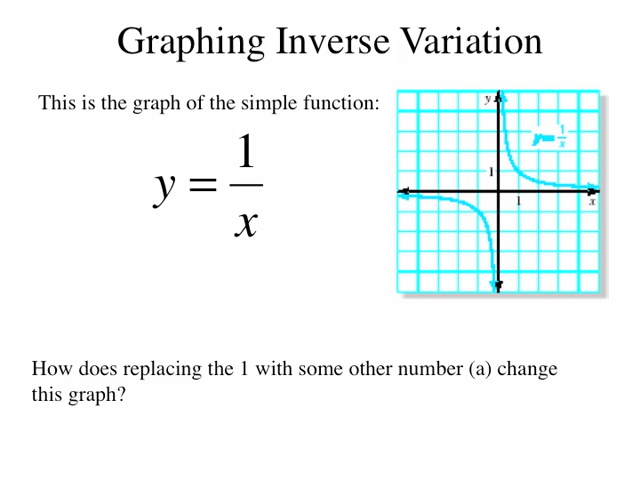 Graphing Inverse Variation
This is the graph of the simple function:
y = 1/x
y
y= 1/x
1
1
x
How does replacing the 1 with some other number (a) change
this graph?